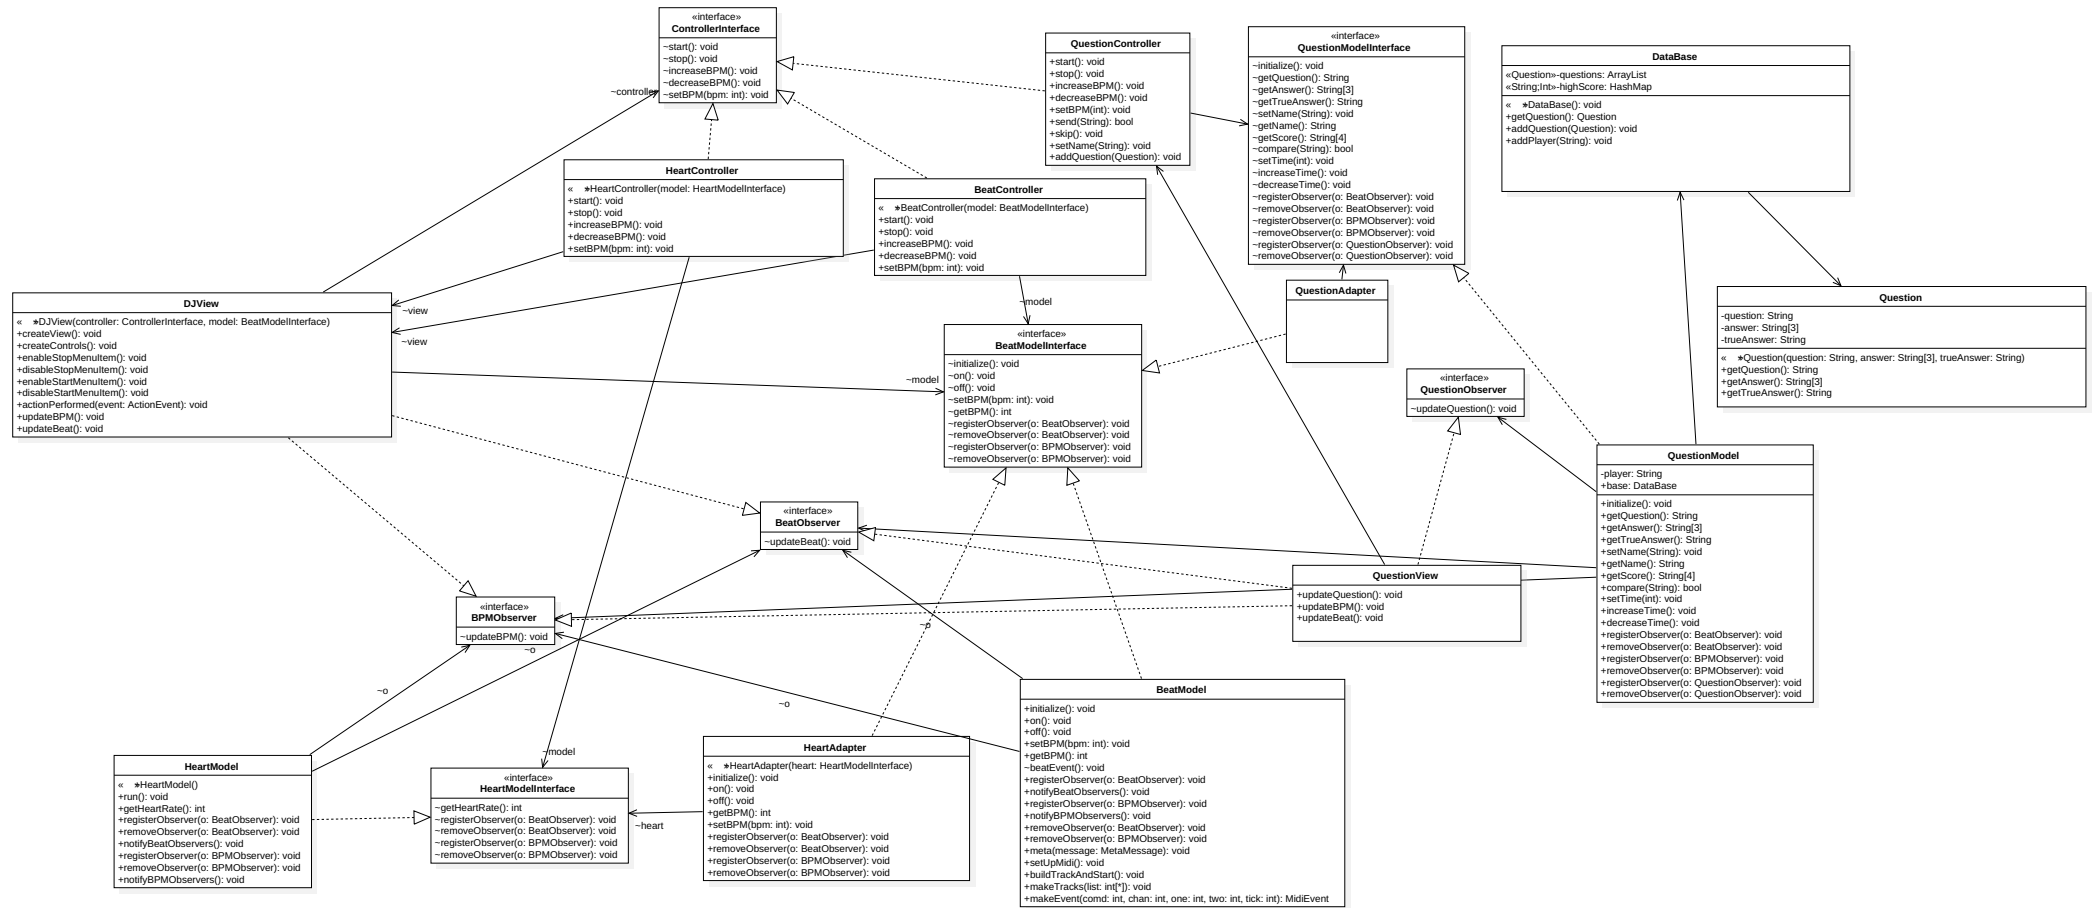 «interface»
ControllerInterface
~start(): void
~stop(): void
~increaseBPM(): void
~decreaseBPM(): void
~setBPM(bpm: int): void
~controller
QuestionController
+start(): void
+stop(): void
+increaseBPM(): void
+decreaseBPM(): void
+setBPM(int): void
+send(String): bool
+skip(): void
+setName(String): void
+addQuestion(Question): void
«interface»
QuestionModelInterface
~initialize(): void
~getQuestion(): String
~getAnswer(): String[3]
~getTrueAnswer(): String
~setName(String): void
~getName(): String
~getScore(): String[4]
~compare(String): bool
~setTime(int): void
~increaseTime(): void
~decreaseTime(): void
~registerObserver(o: BeatObserver): void
~removeObserver(o: BeatObserver): void
~registerObserver(o: BPMObserver): void
~removeObserver(o: BPMObserver): void
~registerObserver(o: QuestionObserver): void
~removeObserver(o: QuestionObserver): void
DataBase
«Question»-questions: ArrayList
«String;Int»-highScore: HashMap
« »+DataBase(): void
+getQuestion(): Question
+addQuestion(Question): void
+addPlayer(String): void
HeartController
« »+HeartController(model: HeartModelInterface)
+start(): void
+stop(): void
+increaseBPM(): void
+decreaseBPM(): void
+setBPM(bpm: int): void
BeatController
« »+BeatController(model: BeatModelInterface)
+start(): void
+stop(): void
+increaseBPM(): void
+decreaseBPM(): void
+setBPM(bpm: int): void
DJView
« »+DJView(controller: ControllerInterface, model: BeatModelInterface)
+createView(): void
+createControls(): void
+enableStopMenuItem(): void
+disableStopMenuItem(): void
+enableStartMenuItem(): void
+disableStartMenuItem(): void
+actionPerformed(event: ActionEvent): void
+updateBPM(): void
+updateBeat(): void
~view
~view
~model
~model
«interface»
BeatModelInterface
~initialize(): void
~on(): void
~off(): void
~setBPM(bpm: int): void
~getBPM(): int
~registerObserver(o: BeatObserver): void
~removeObserver(o: BeatObserver): void
~registerObserver(o: BPMObserver): void
~removeObserver(o: BPMObserver): void
QuestionAdapter
Question
-question: String
-answer: String[3]
-trueAnswer: String
« »+Question(question: String, answer: String[3], trueAnswer: String)
+getQuestion(): String
+getAnswer(): String[3]
+getTrueAnswer(): String
«interface»
QuestionObserver
~updateQuestion(): void
QuestionModel
-player: String
+base: DataBase
+initialize(): void
+getQuestion(): String
+getAnswer(): String[3]
+getTrueAnswer(): String
+setName(String): void
+getName(): String
+getScore(): String[4]
+compare(String): bool
+setTime(int): void
+increaseTime(): void
+decreaseTime(): void
+registerObserver(o: BeatObserver): void
+removeObserver(o: BeatObserver): void
+registerObserver(o: BPMObserver): void
+removeObserver(o: BPMObserver): void
+registerObserver(o: QuestionObserver): void
+removeObserver(o: QuestionObserver): void
«interface»
BeatObserver
~updateBeat(): void
QuestionView
+updateQuestion(): void
+updateBPM(): void
+updateBeat(): void
«interface»
BPMObserver
~updateBPM(): void
~o
~o
~o
~o
BeatModel
+initialize(): void
+on(): void
+off(): void
+setBPM(bpm: int): void
+getBPM(): int
~beatEvent(): void
+registerObserver(o: BeatObserver): void
+notifyBeatObservers(): void
+registerObserver(o: BPMObserver): void
+notifyBPMObservers(): void
+removeObserver(o: BeatObserver): void
+removeObserver(o: BPMObserver): void
+meta(message: MetaMessage): void
+setUpMidi(): void
+buildTrackAndStart(): void
+makeTracks(list: int[*]): void
+makeEvent(comd: int, chan: int, one: int, two: int, tick: int): MidiEvent
HeartModel
« »+HeartModel()
+run(): void
+getHeartRate(): int
+registerObserver(o: BeatObserver): void
+removeObserver(o: BeatObserver): void
+notifyBeatObservers(): void
+registerObserver(o: BPMObserver): void
+removeObserver(o: BPMObserver): void
+notifyBPMObservers(): void
~model
«interface»
HeartModelInterface
~getHeartRate(): int
~registerObserver(o: BeatObserver): void
~removeObserver(o: BeatObserver): void
~registerObserver(o: BPMObserver): void
~removeObserver(o: BPMObserver): void
~heart
HeartAdapter
« »+HeartAdapter(heart: HeartModelInterface)
+initialize(): void
+on(): void
+off(): void
+getBPM(): int
+setBPM(bpm: int): void
+registerObserver(o: BeatObserver): void
+removeObserver(o: BeatObserver): void
+registerObserver(o: BPMObserver): void
+removeObserver(o: BPMObserver): void